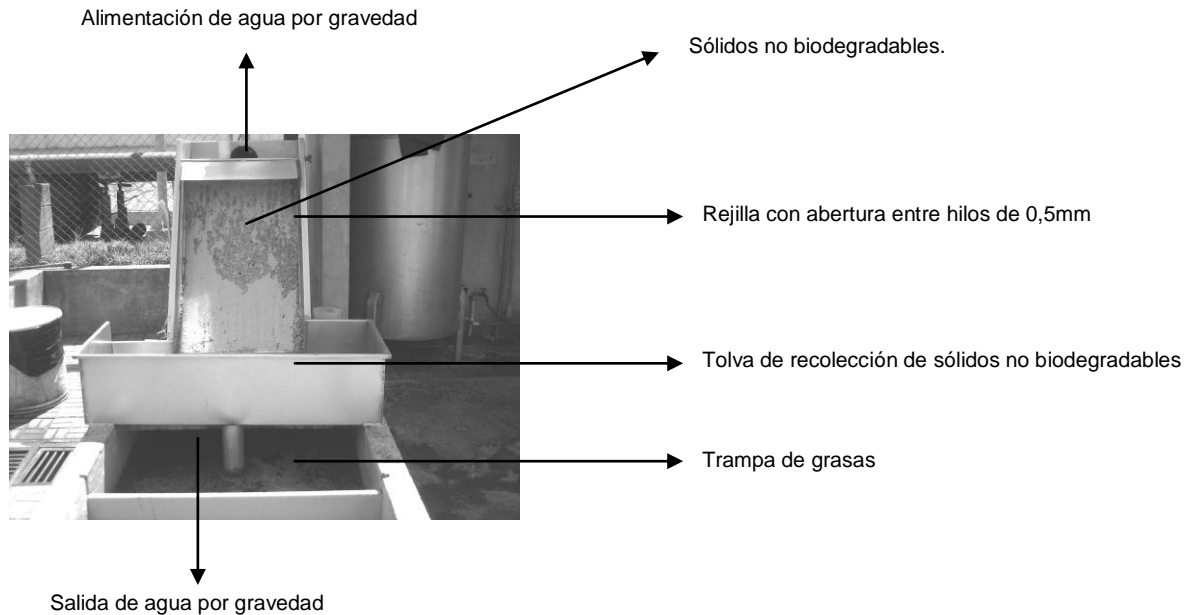 Alimentación de agua por gravedad
Sólidos no biodegradables.
Rejilla con abertura entre hilos de 0,5mm
Tolva de recolección de sólidos no biodegradables
Trampa de grasas
Salida de agua por gravedad